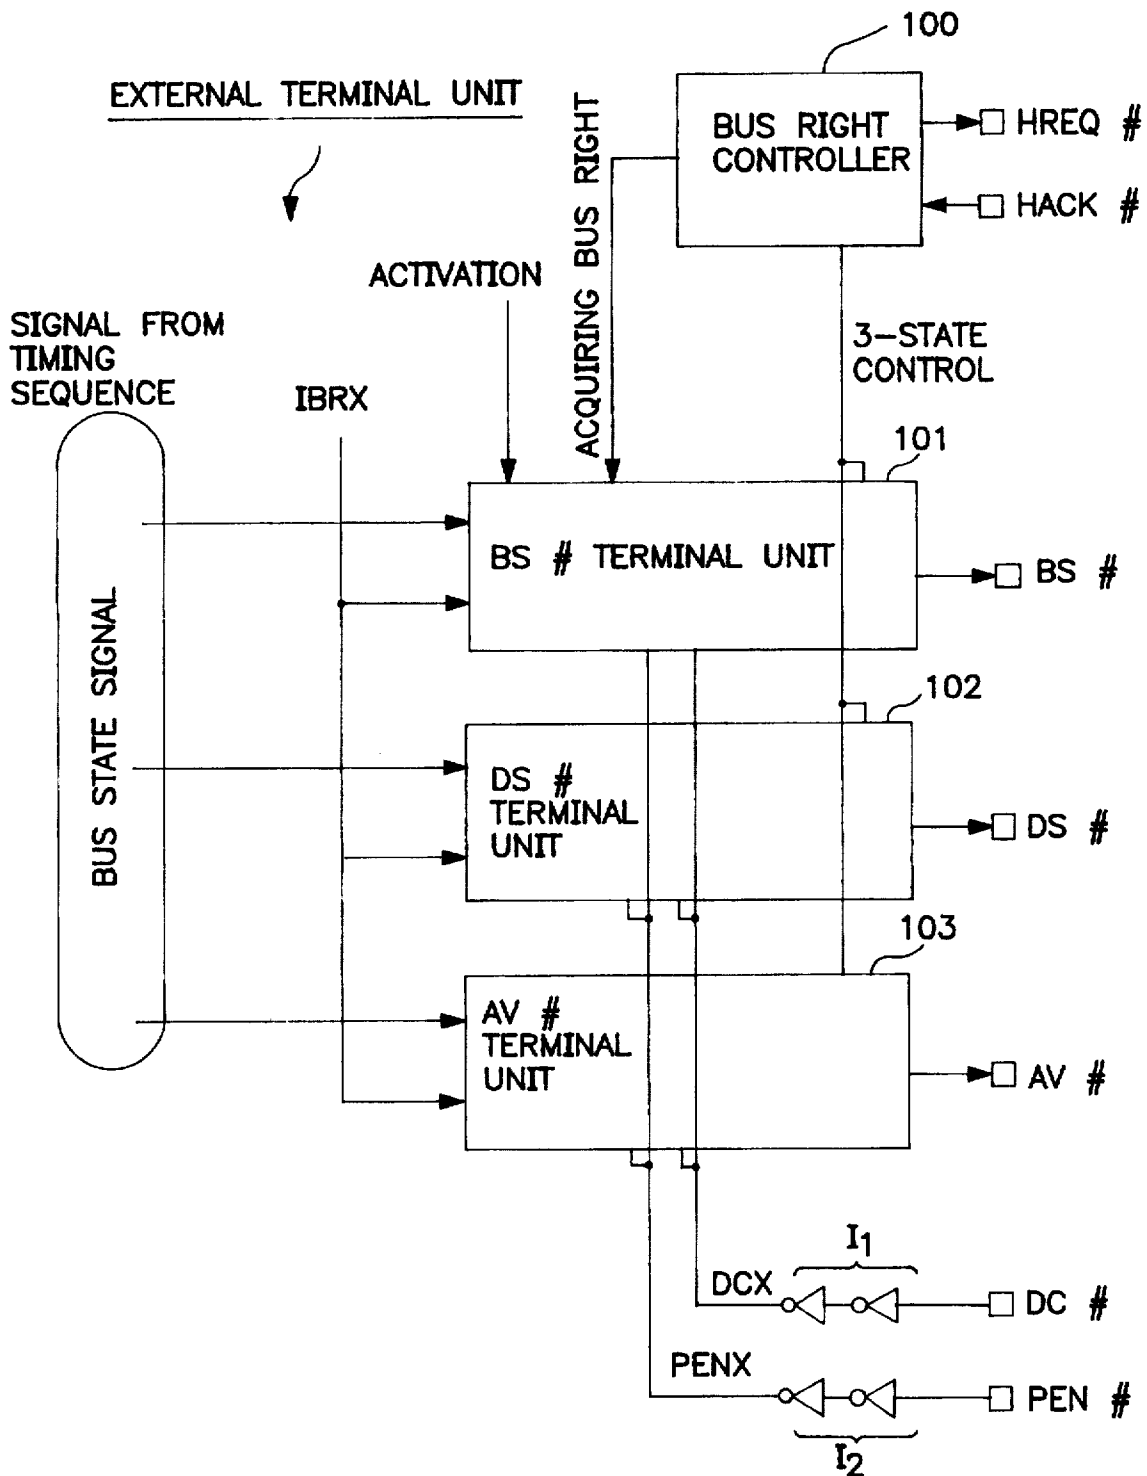 100
EXTERNAL TERMINAL UNIT
BUS RIGHT
CONTROLLER
HREQ #
HACK #
ACQUIRING BUS RIGHT
ACTIVATION
SIGNAL FROM
TIMING
SEQUENCE
IBRX
3-STATE
CONTROL
101
BS # TERMINAL UNIT
BS #
BUS STATE SIGNAL
102
DS #
TERMINAL
UNIT
DS #
103
AV #
TERMINAL
UNIT
AV #
I1
DCX
DC #
PENX
PEN #
I2